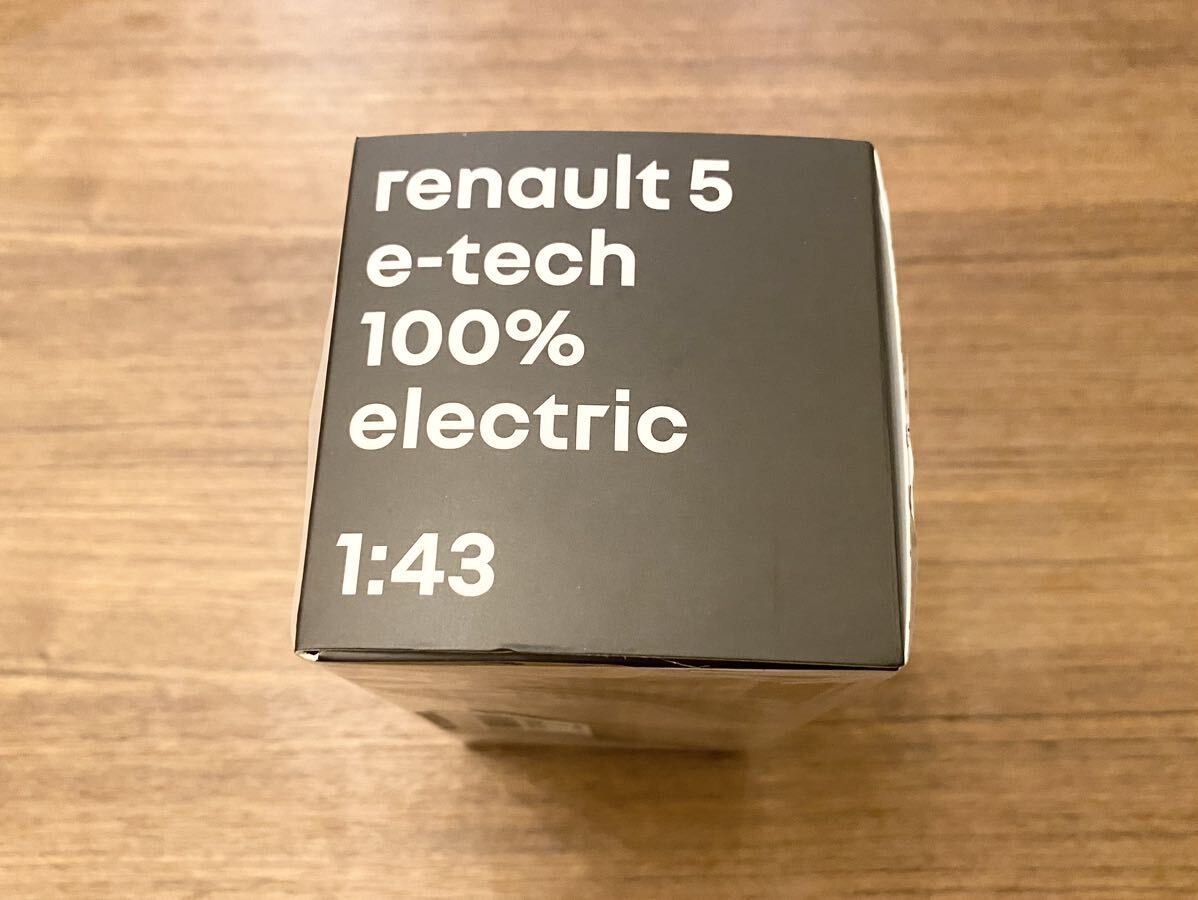 renault 5
e-tech
100%
electric
1:43